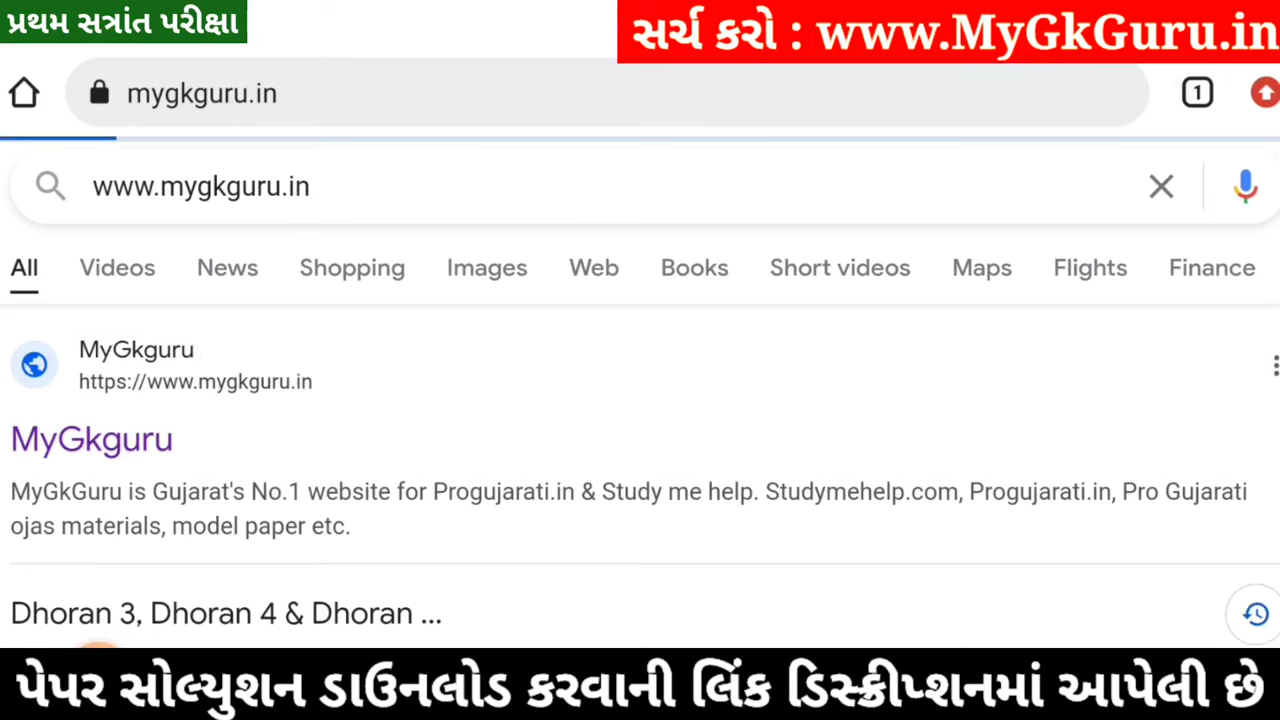 પ્રથમ સત્રાંત પરીક્ષા
સર્ચ કરો : www.MyGkGuru.in
mygkguru.in
1
www.mygkguru.in
All Videos News Shopping Images Web Books Short videos Maps Flights Finance
MyGkguru
https://www.mygkguru.in
MyGkguru
MyGkGuru is Gujarat's No.1 website for Progujarati.in & Study me help. Studymehelp.com, Progujarati.in, Pro Gujarati
ojas materials, model paper etc.
Dhoran 3, Dhoran 4 & Dhoran ...
પેપર સોલ્યુશન ડાઉનલોડ કરવાની લિંક ડિસ્ક્રીપ્શનમાં આપેલી છે